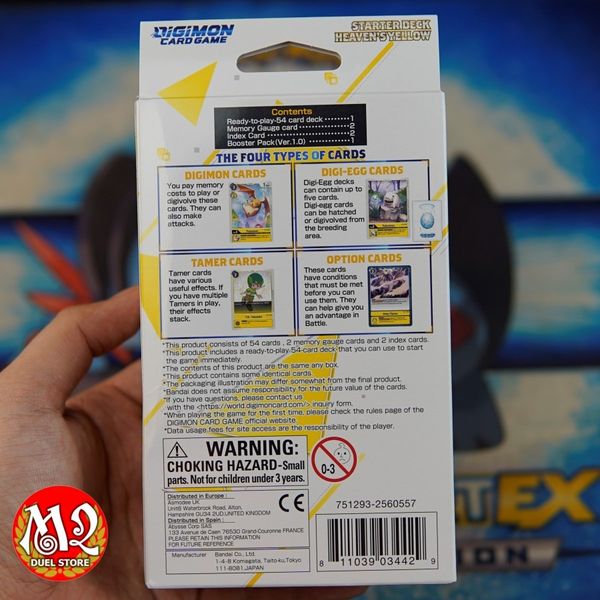 DIGIMON
CARD GAME
STARTER DECK
HEAVEN'S YELLOW
Contents
Ready-to-play-54 card deck ········ 1
Memory Gauge card ········ 2
Index Card ········ 2
Booster Pack(Ver.1.0) ········ 1
THE FOUR TYPES OF CARDS
DIGIMON CARDS
You pay memory
costs to play or
digivolve these
cards. They can
also make
attacks.
DIGI-EGG CARDS
Digi-Egg decks
can contain up to
five cards.
Digi-egg cards
can be hatched
or digivolved from
the breeding
area.
TAMER CARDS
Tamer cards
have various
useful effects. If
you have multiple
Tamers in play,
their effects
stack.
OPTION CARDS
These cards
have conditions
that must be met
before you can
use them. They
can help give you
an advantage in
Battle.
*This product consists of 54 cards , 2 memory gauge cards and 2 index cards.
*This product includes a ready-to-play-54 card deck that you can use to start
the game immediately.
*The contents of this product are the same any box.
*This product contains some identical cards.
*The packaging illustration may differ somewhat from the final product.
*Bandai does not assume responsibility for the future value of the cards.
*If you have questions, please contact us
with the <https://world.digimoncard.com/> inquiry form.
*When playing the game for the first time, please check the rules page of the
DIGIMON CARD GAME official website.
*Data usage fees for site access are the responsibility of the player.
WARNING:
CHOKING HAZARD-Small
parts. Not for children under 3 years.
0-3
Distributed in Europe :
Asmodee UK
Unit6 Waterbrook Road, Alton,
Hampshire GU34 2UD,UNITED KINGDOM
Distributed in France :
Abysse Corp SAS
133 Avenue de Caen 76530 Grand-Couronne FRANCE
PLEASE RETAIN THIS INFORMATION
FOR FUTURE REFERENCE
CE
Manufacturer
Bandai Co., Ltd.
1-4-8 Komagata, Taito-ku,Tokyo
111-8081,JAPAN
751293-2560557
8 11039 03442 9
M2
DUEL STORE
EX